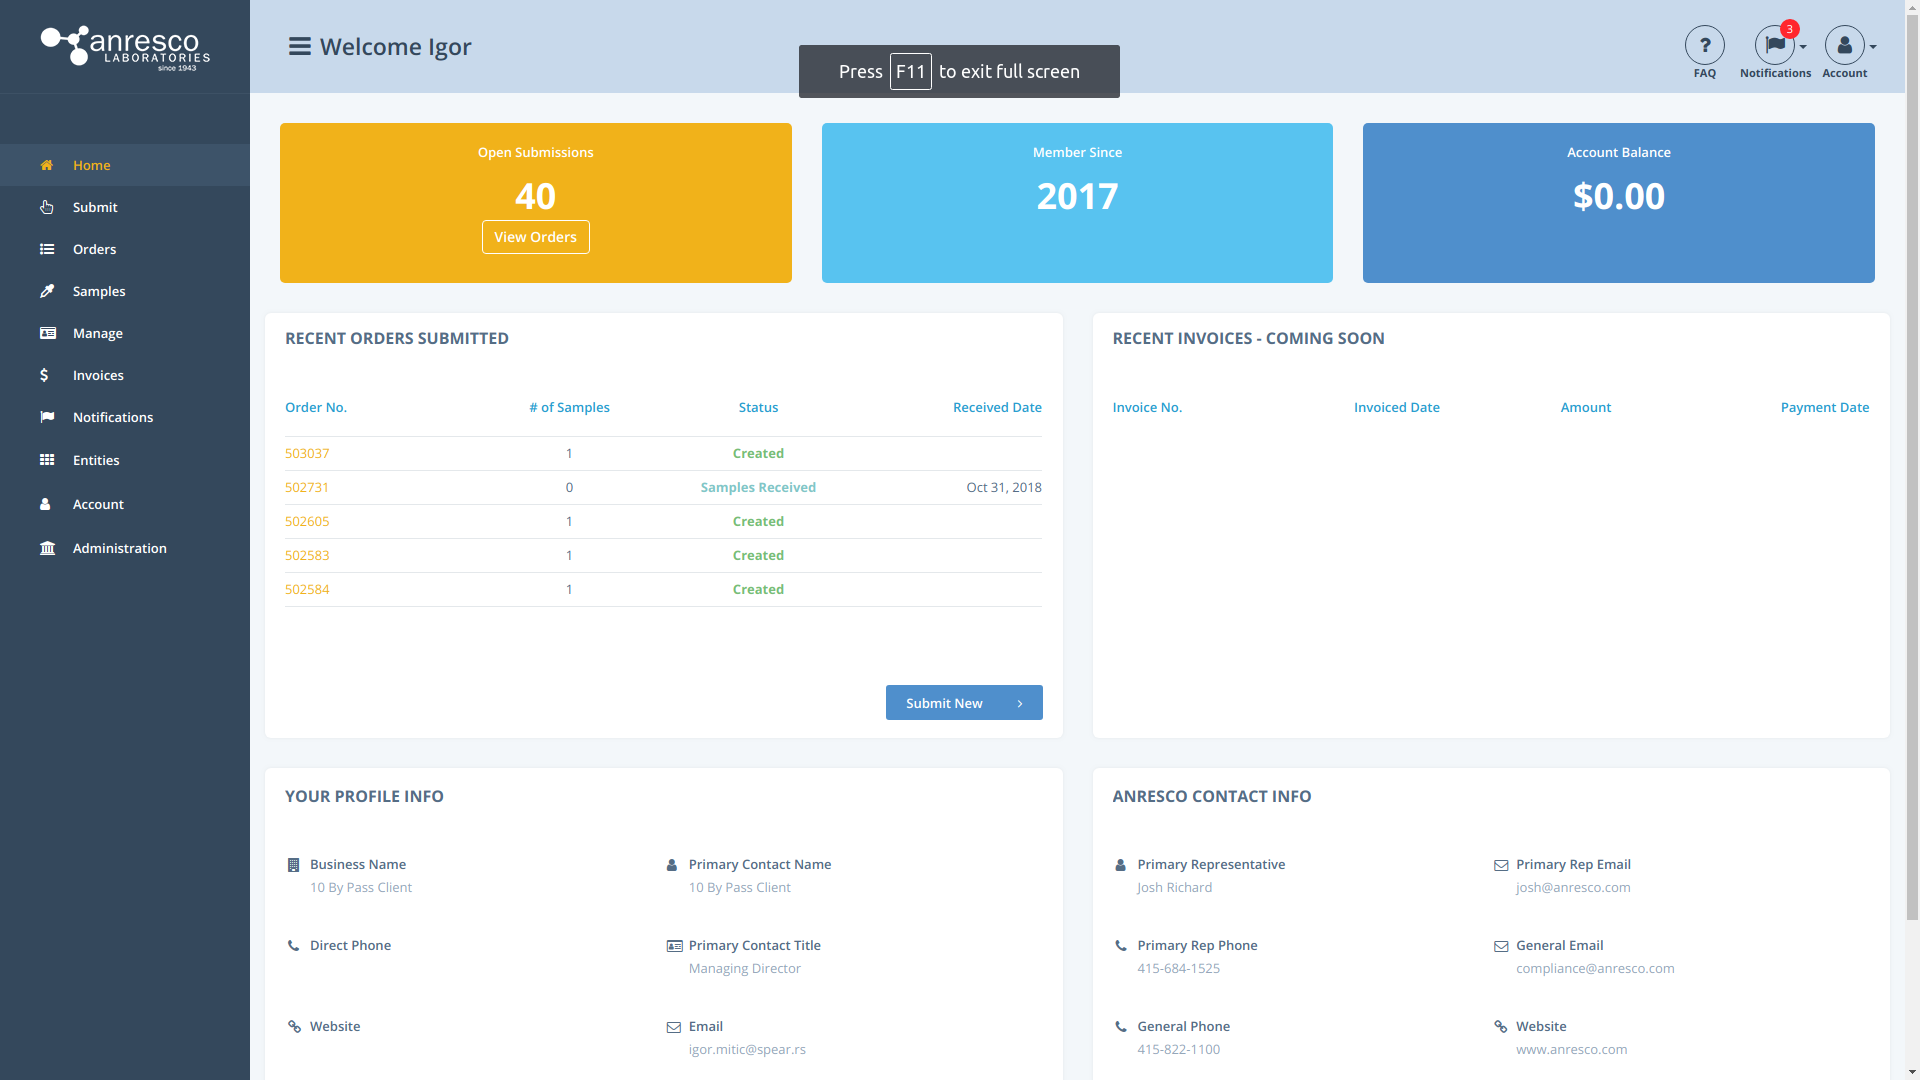 anresco
LABORATORIES
since 1943
Welcome Igor
Press F11 to exit full screen
?
FAQ
3
Notifications
Account
Home
Submit
Orders
Samples
Manage
$ Invoices
Notifications
Entities
Account
Administration
Open Submissions
40
View Orders
Member Since
2017
Account Balance
$0.00
RECENT ORDERS SUBMITTED
Order No. # of Samples Status Received Date
503037 1 Created
502731 0 Samples Received Oct 31, 2018
502605 1 Created
502583 1 Created
502584 1 Created
Submit New >
RECENT INVOICES - COMING SOON
Invoice No. Invoiced Date Amount Payment Date
YOUR PROFILE INFO
Business Name
10 By Pass Client
Primary Contact Name
10 By Pass Client
Direct Phone
Primary Contact Title
Managing Director
Website
Email
igor.mitic@spear.rs
ANRESCO CONTACT INFO
Primary Representative
Josh Richard
Primary Rep Email
josh@anresco.com
Primary Rep Phone
415-684-1525
General Email
compliance@anresco.com
General Phone
415-822-1100
Website
www.anresco.com